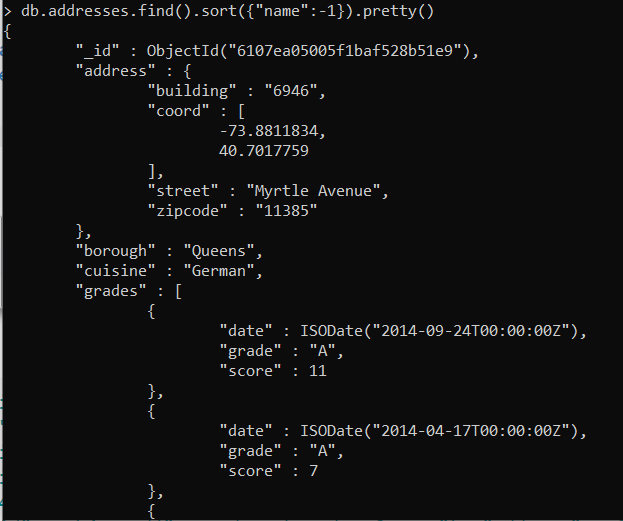 > db.addresses.find().sort({"name":-1}).pretty()
{
"_id" : ObjectId("6107ea05005f1baf528b51e9"),
"address" : {
"building" : "6946",
"coord" : [
-73.8811834,
40.7017759
],
"street" : "Myrtle Avenue",
"zipcode" : "11385"
},
"borough" : "Queens",
"cuisine" : "German",
"grades" : [
{
"date" : ISODate("2014-09-24T00:00:00Z"),
"grade" : "A",
"score" : 11
},
{
"date" : ISODate("2014-04-17T00:00:00Z"),
"grade" : "A",
"score" : 7
},
{